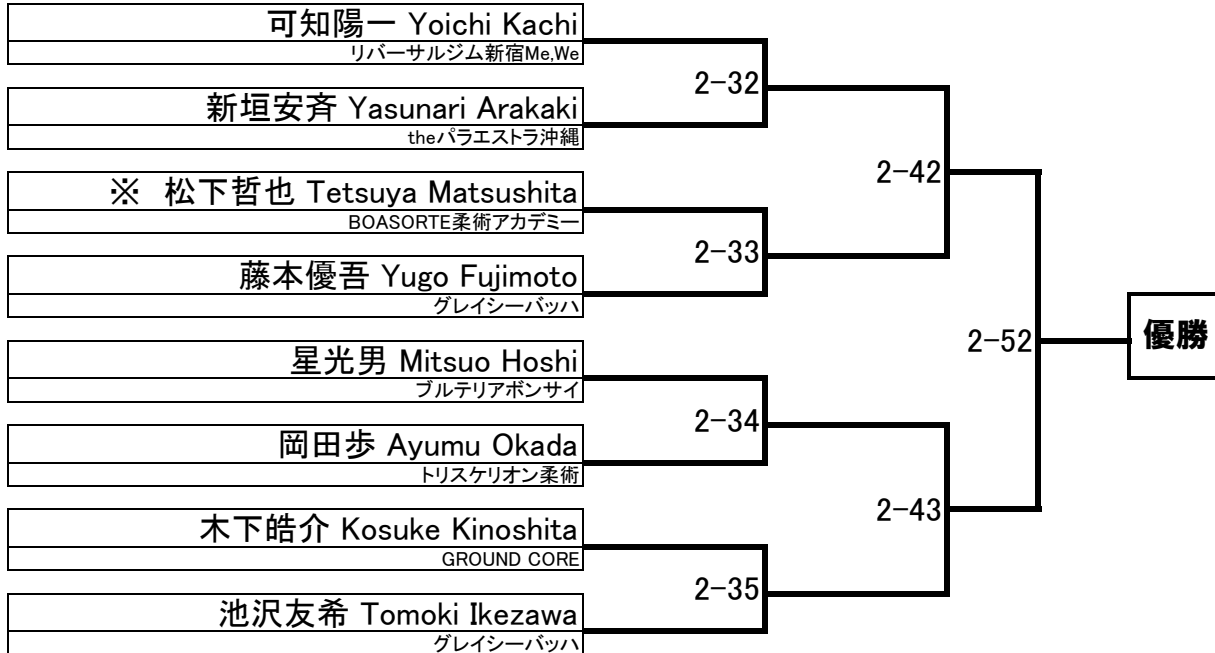 可知陽一 Yoichi Kachi
リバーサルジム新宿Me,We
2-32
新垣安斉 Yasunari Arakaki
theパラエストラ沖縄
2-42
※ 松下哲也 Tetsuya Matsushita
BOASORTE柔術アカデミー
2-33
藤本優吾 Yugo Fujimoto
グレイシーバッハ
2-52
優勝
星光男 Mitsuo Hoshi
ブルテリアボンサイ
2-34
岡田歩 Ayumu Okada
トリスケリオン柔術
2-43
木下皓介 Kosuke Kinoshita
GROUND CORE
2-35
池沢友希 Tomoki Ikezawa
グレイシーバッハ